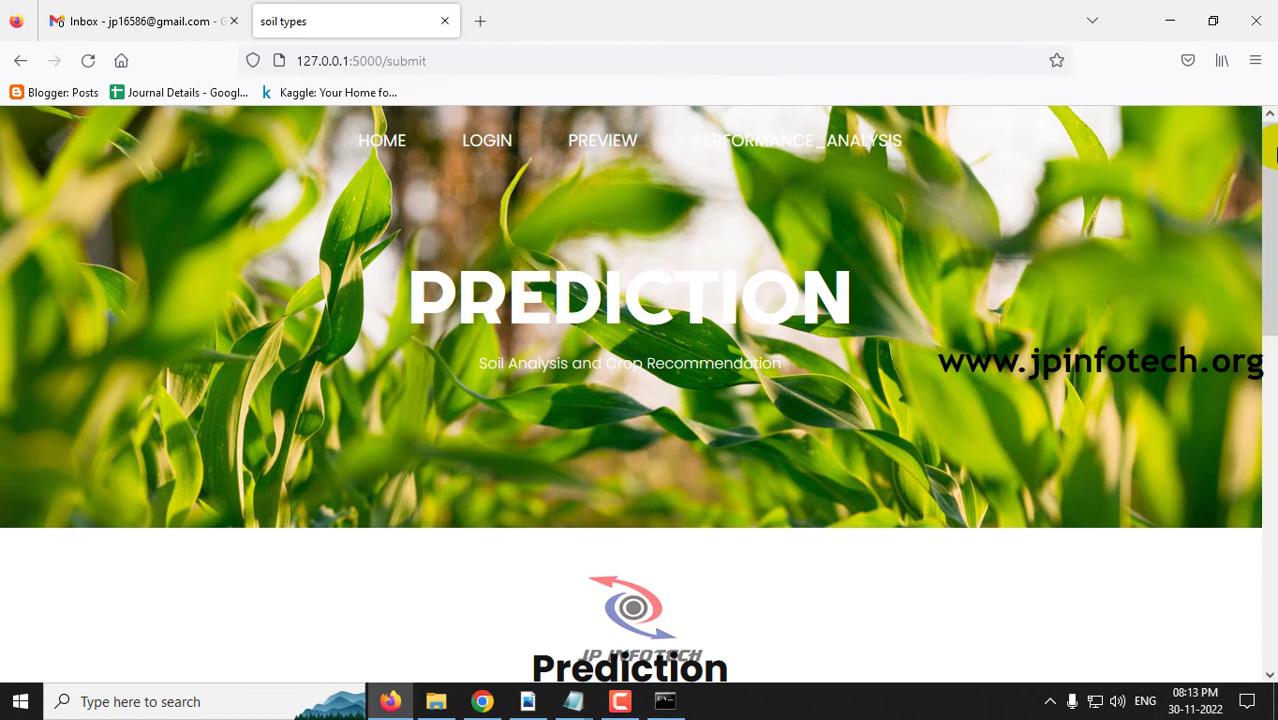 Inbox - jp16586@gmail.com - G
soil types
127.0.0.1:5000/submit
Blogger: Posts
Journal Details - Googl...
Kaggle: Your Home fo...
HOME LOGIN PREVIEW PERFORMANCE_ANALYSIS
PREDICTION
Soil Analysis and Crop Recommendation
www.jpinfotech.org
JP INFOTECH
Prediction
Type here to search
ENG
08:13 PM
30-11-2022